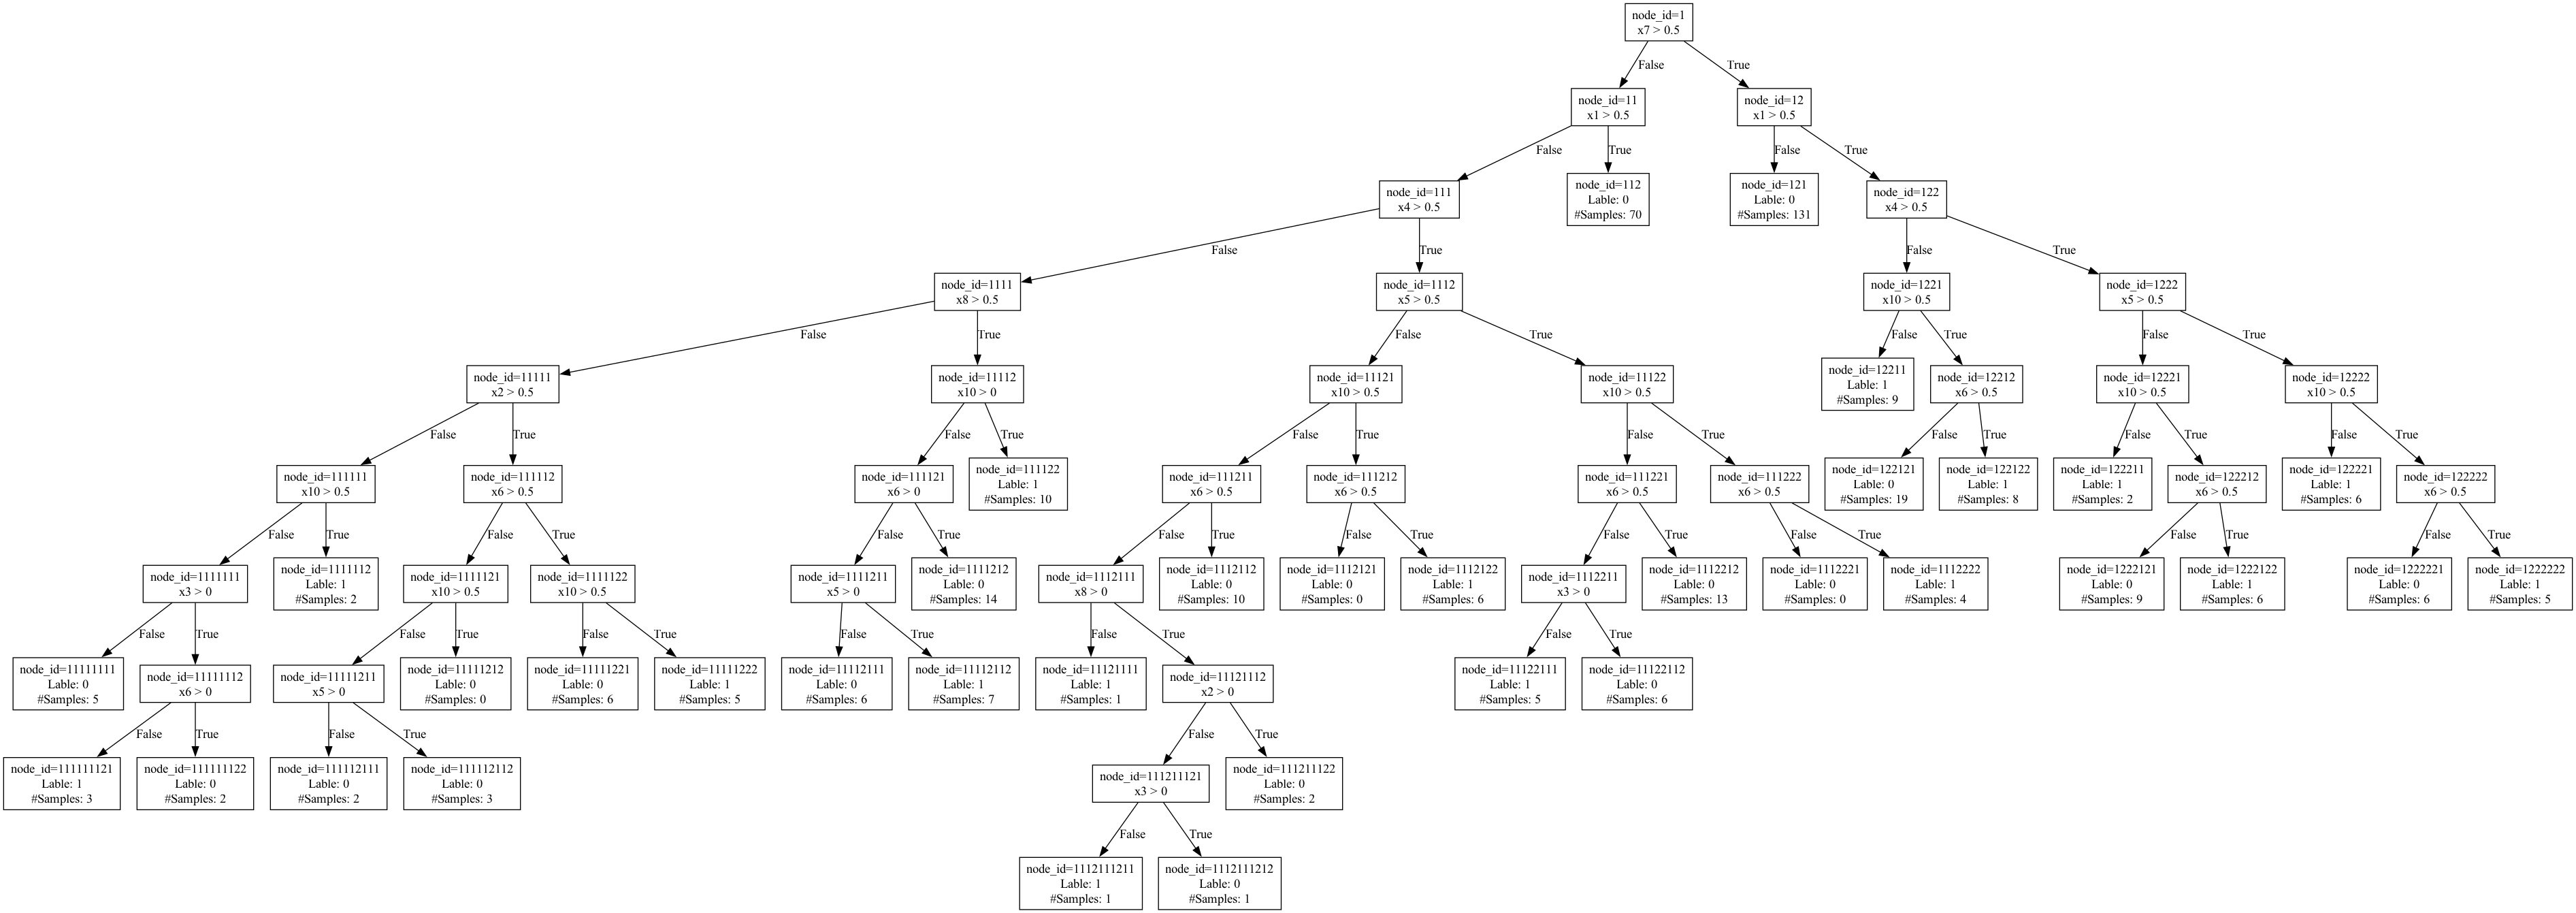 node_id=1
x7 > 0.5
False
True
node_id=11
x1 > 0.5
node_id=12
x1 > 0.5
False
True
False
True
node_id=111
x4 > 0.5
node_id=112
Lable: 0
#Samples: 70
node_id=121
Lable: 0
#Samples: 131
node_id=122
x4 > 0.5
False
True
False
True
node_id=1111
x8 > 0.5
node_id=1112
x5 > 0.5
node_id=1221
x10 > 0.5
node_id=1222
x5 > 0.5
False
True
False
True
False
True
False
True
node_id=11111
x2 > 0.5
node_id=11112
x10 > 0
node_id=11121
x10 > 0.5
node_id=11122
x10 > 0.5
node_id=12211
Lable: 1
#Samples: 9
node_id=12212
x6 > 0.5
node_id=12221
x10 > 0.5
node_id=12222
x10 > 0.5
False
True
False
True
False
True
False
True
False
True
False
True
False
True
node_id=111111
x10 > 0.5
node_id=111112
x6 > 0.5
node_id=111121
x6 > 0
node_id=111122
Lable: 1
#Samples: 10
node_id=111211
x6 > 0.5
node_id=111212
x6 > 0.5
node_id=111221
x6 > 0.5
node_id=111222
x6 > 0.5
node_id=122121
Lable: 0
#Samples: 19
node_id=122122
Lable: 1
#Samples: 8
node_id=122211
Lable: 1
#Samples: 2
node_id=122212
x6 > 0.5
node_id=122221
Lable: 1
#Samples: 6
node_id=122222
x6 > 0.5
False
True
False
True
False
True
False
True
False
True
False
True
False
True
False
True
False
True
node_id=1111111
x3 > 0
node_id=1111112
Lable: 1
#Samples: 2
node_id=1111121
x10 > 0.5
node_id=1111122
x10 > 0.5
node_id=1111211
x5 > 0
node_id=1111212
Lable: 0
#Samples: 14
node_id=1112111
x8 > 0
node_id=1112112
Lable: 0
#Samples: 10
node_id=1112121
Lable: 0
#Samples: 0
node_id=1112122
Lable: 1
#Samples: 6
node_id=1112211
x3 > 0
node_id=1112212
Lable: 0
#Samples: 13
node_id=1112221
Lable: 0
#Samples: 0
node_id=1112222
Lable: 1
#Samples: 4
node_id=1222121
Lable: 0
#Samples: 9
node_id=1222122
Lable: 1
#Samples: 6
node_id=1222221
Lable: 0
#Samples: 6
node_id=1222222
Lable: 1
#Samples: 5
False
True
False
True
False
True
False
True
False
True
False
True
node_id=11111111
Lable: 0
#Samples: 5
node_id=11111112
x6 > 0
node_id=11111211
x5 > 0
node_id=11111212
Lable: 0
#Samples: 0
node_id=11111221
Lable: 0
#Samples: 6
node_id=11111222
Lable: 1
#Samples: 5
node_id=11112111
Lable: 0
#Samples: 6
node_id=11112112
Lable: 1
#Samples: 7
node_id=11121111
Lable: 1
#Samples: 1
node_id=11121112
x2 > 0
node_id=11122111
Lable: 1
#Samples: 5
node_id=11122112
Lable: 0
#Samples: 6
False
True
False
True
False
True
node_id=111111121
Lable: 1
#Samples: 3
node_id=111111122
Lable: 0
#Samples: 2
node_id=111112111
Lable: 0
#Samples: 2
node_id=111112112
Lable: 0
#Samples: 3
node_id=111211121
x3 > 0
node_id=111211122
Lable: 0
#Samples: 2
False
True
node_id=1112111211
Lable: 1
#Samples: 1
node_id=1112111212
Lable: 0
#Samples: 1